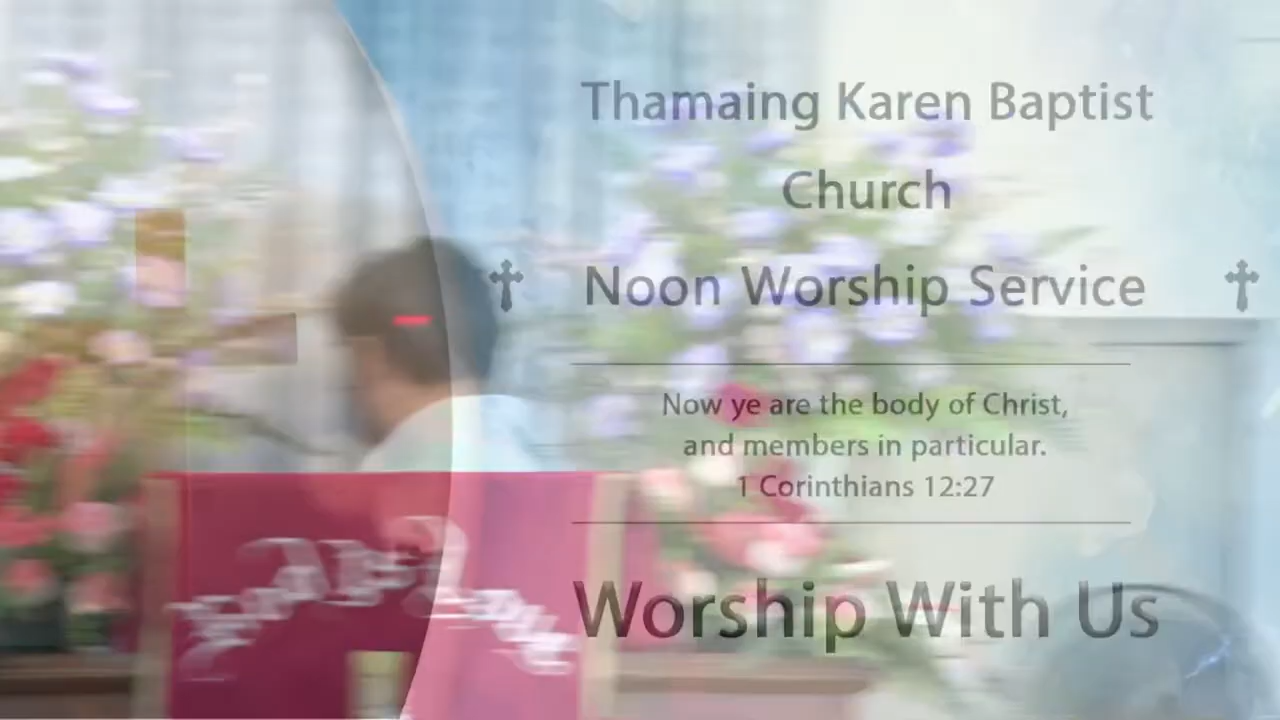 Thamaing Karen Baptist
Church
Noon Worship Service
Now ye are the body of Christ,
and members in particular.
1 Corinthians 12:27
Worship With Us